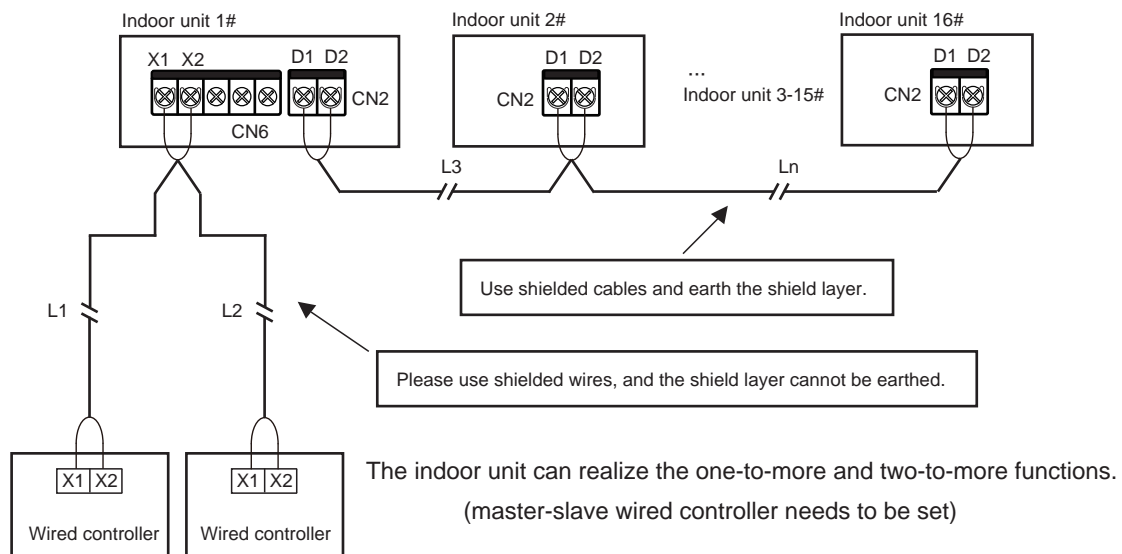 Indoor unit 1#
Indoor unit 2#
Indoor unit 16#
X1 X2
D1 D2
CN2
CN6
D1 D2
CN2
...
Indoor unit 3-15#
D1 D2
CN2
L3
Ln
Use shielded cables and earth the shield layer.
L1
L2
Please use shielded wires, and the shield layer cannot be earthed.
X1 X2
Wired controller
X1 X2
Wired controller
The indoor unit can realize the one-to-more and two-to-more functions.
(master-slave wired controller needs to be set)